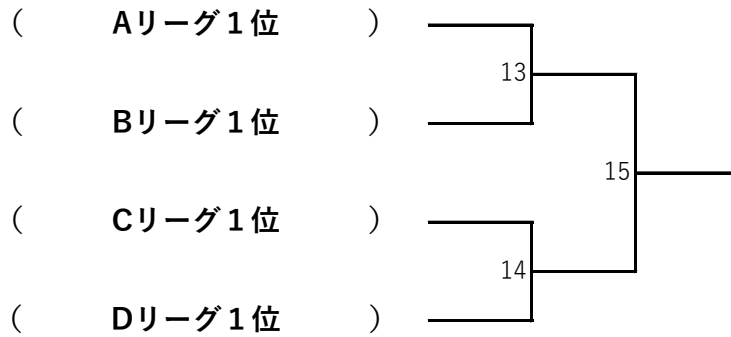 ( Aリーグ１位 )
13
( Bリーグ１位 )
15
( Cリーグ１位 )
14
( Dリーグ１位 )